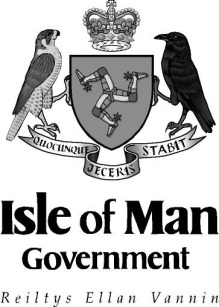 QUOCUNQUE JECERIS STABIT
Isle of Man
Government
Reiltys Ellan Vannin